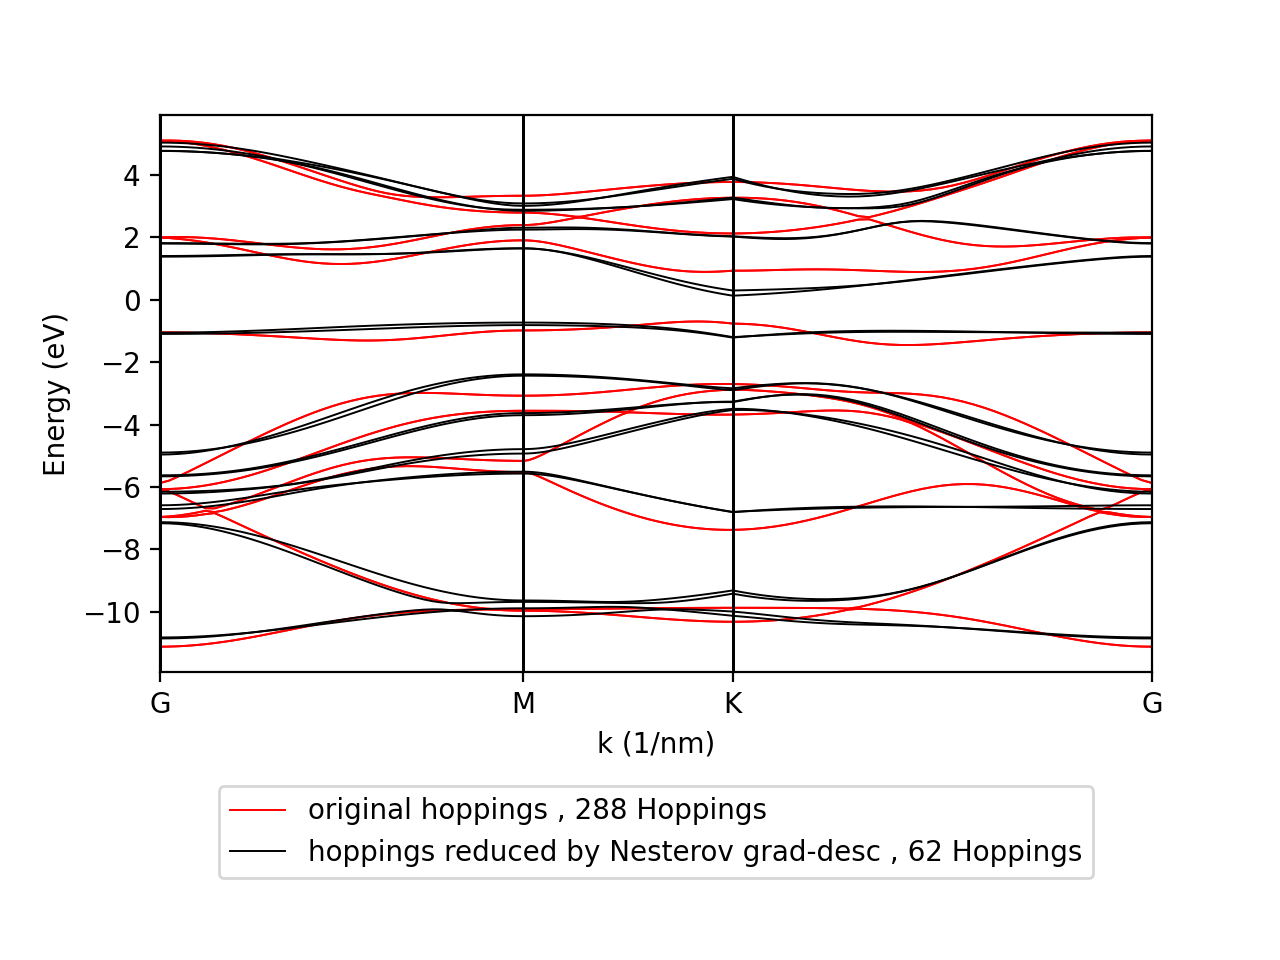 4
2
0
−2
−4
−6
−8
−10
Energy (eV)
G M K G
k (1/nm)
original hoppings , 288 Hoppings
hoppings reduced by Nesterov grad-desc , 62 Hoppings